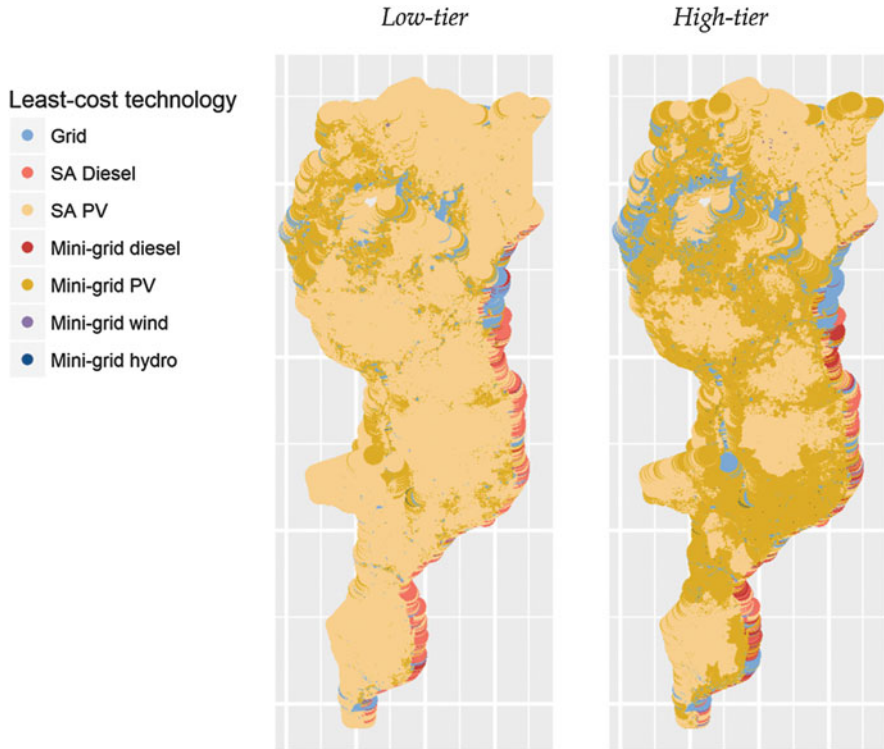 Low-tier
High-tier
Least-cost technology
Grid
SA Diesel
SA PV
Mini-grid diesel
Mini-grid PV
Mini-grid wind
Mini-grid hydro